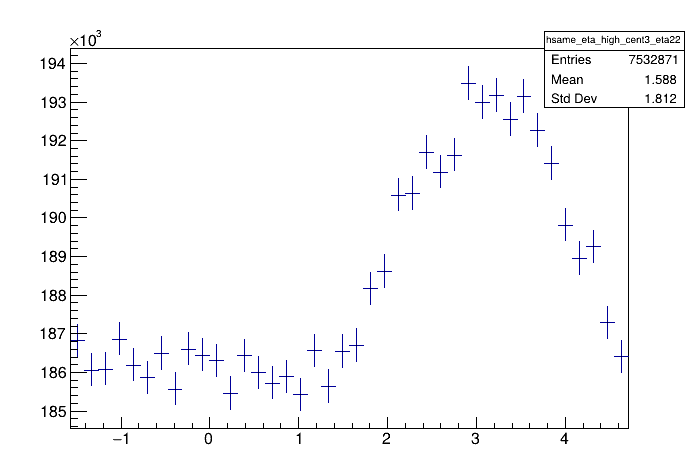 ×10³
hsame_eta_high_cent3_eta22
Entries 7532871
Mean 1.588
Std Dev 1.812
194
193
192
191
190
189
188
187
186
185
−1 0 1 2 3 4